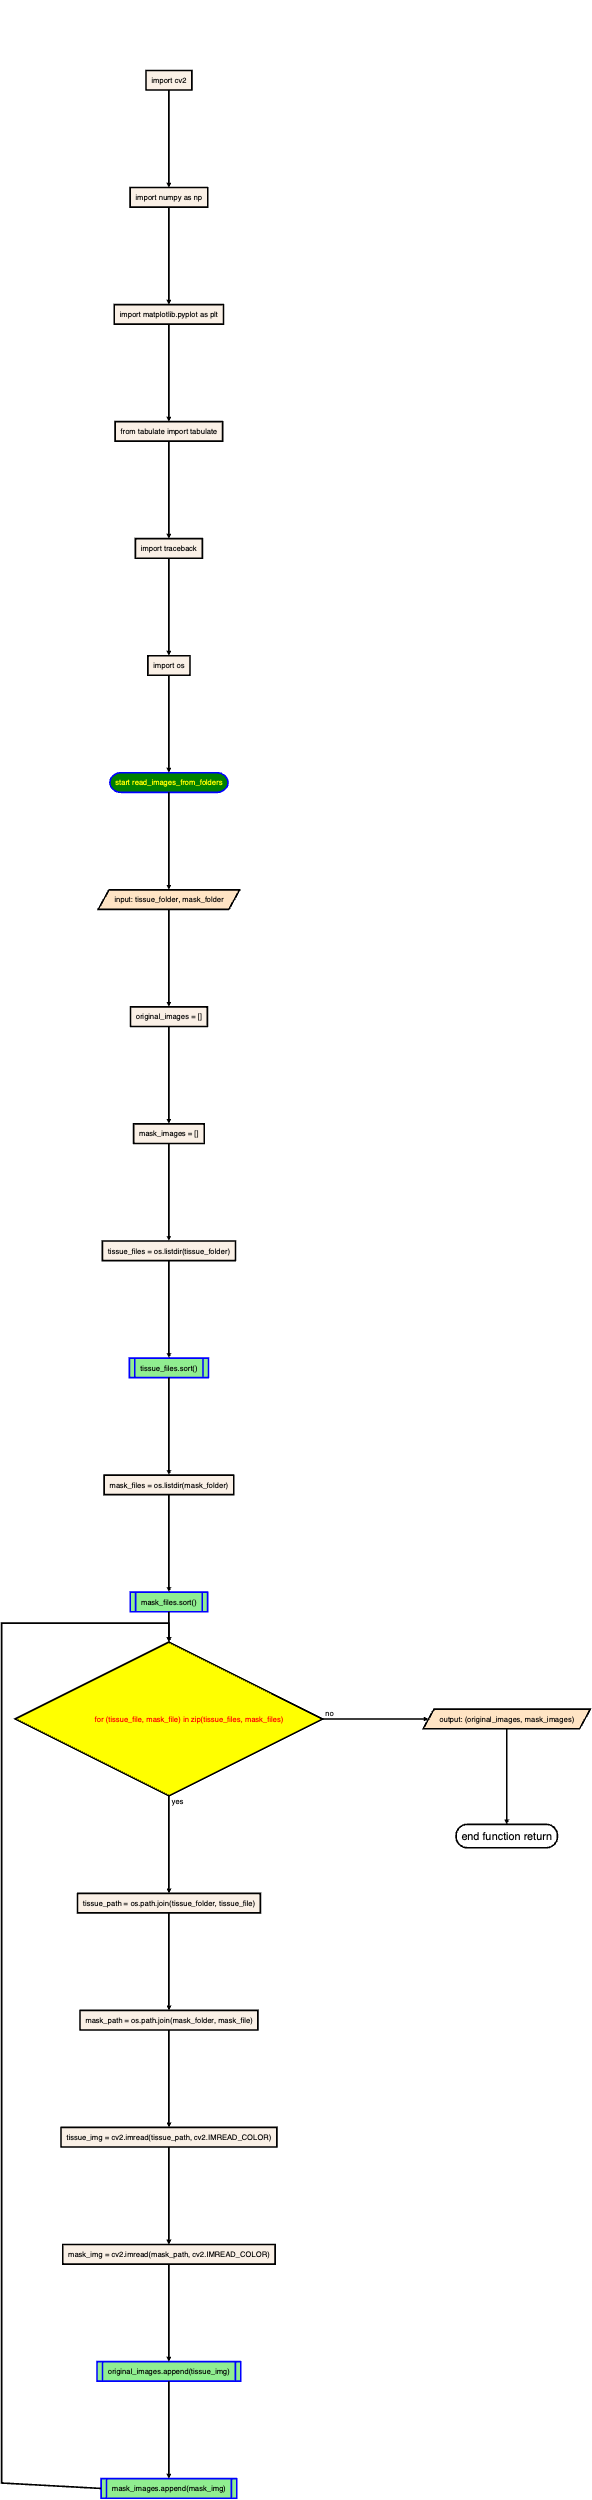 import cv2
import numpy as np
import matplotlib.pyplot as plt
from tabulate import tabulate
import traceback
import os
start read_images_from_folders
input: tissue_folder, mask_folder
original_images = []
mask_images = []
tissue_files = os.listdir(tissue_folder)
tissue_files.sort()
mask_files = os.listdir(mask_folder)
mask_files.sort()
for (tissue_file, mask_file) in zip(tissue_files, mask_files)
no
output: (original_images, mask_images)
yes
end function return
tissue_path = os.path.join(tissue_folder, tissue_file)
mask_path = os.path.join(mask_folder, mask_file)
tissue_img = cv2.imread(tissue_path, cv2.IMREAD_COLOR)
mask_img = cv2.imread(mask_path, cv2.IMREAD_COLOR)
original_images.append(tissue_img)
mask_images.append(mask_img)